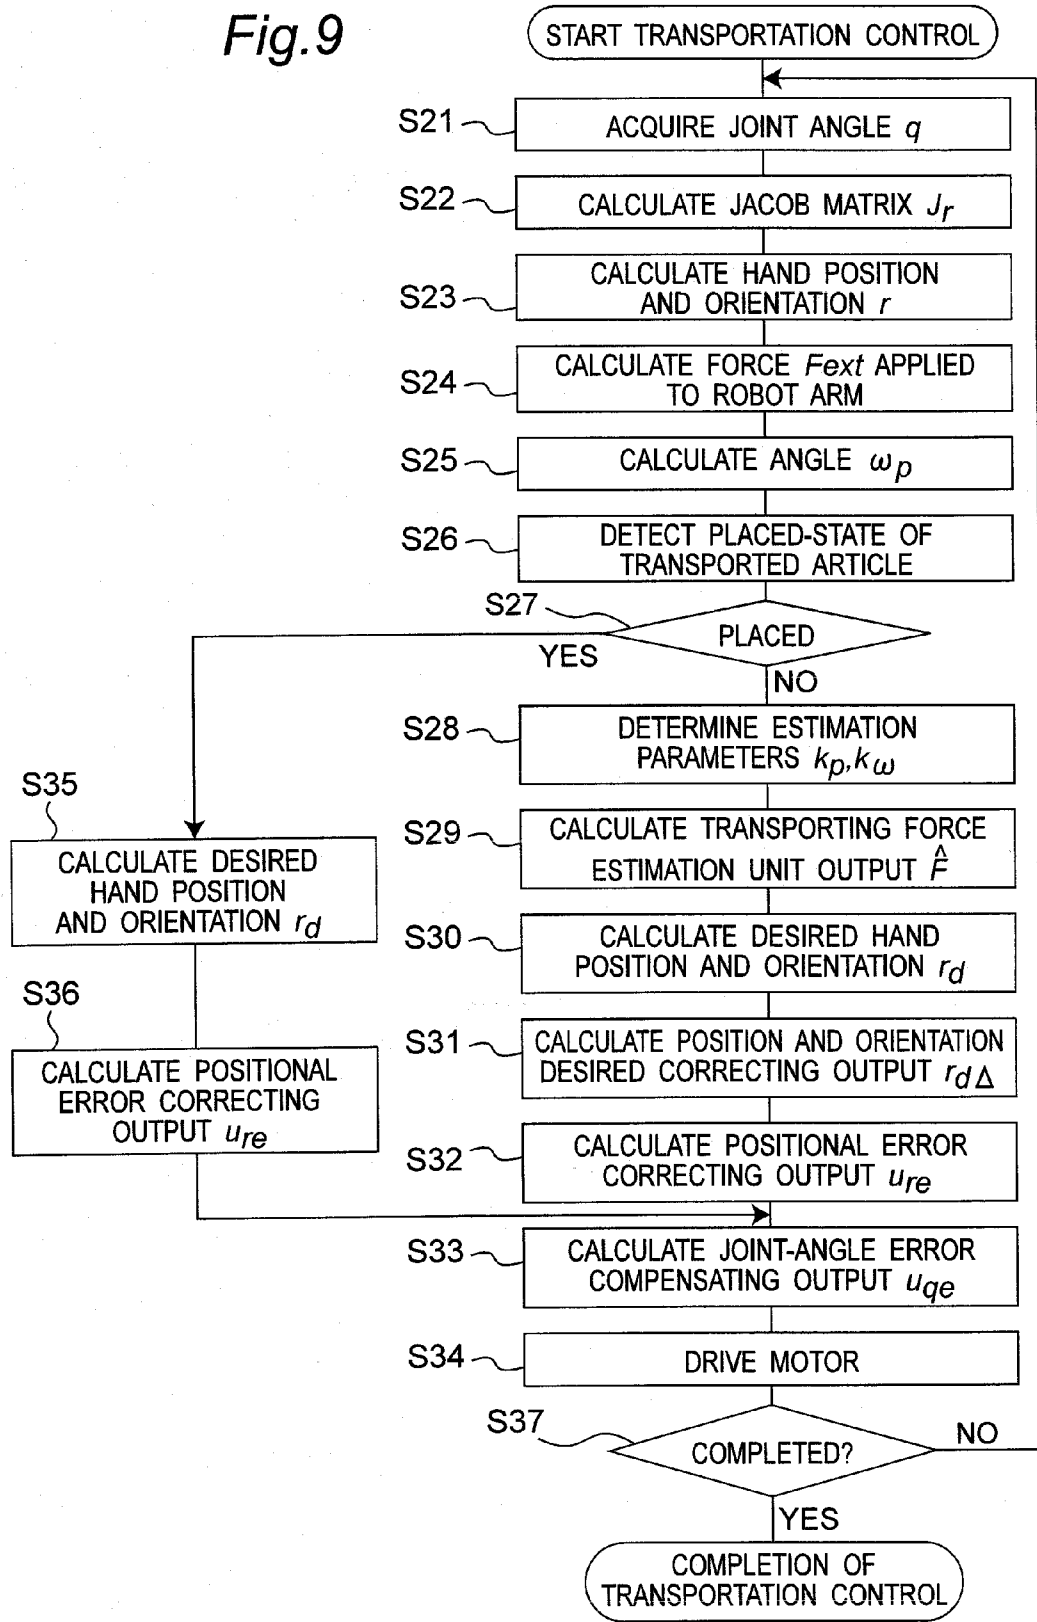 Fig.9
START TRANSPORTATION CONTROL
S21
ACQUIRE JOINT ANGLE q
S22
CALCULATE JACOB MATRIX Jr
S23
CALCULATE HAND POSITION
AND ORIENTATION r
S24
CALCULATE FORCE Fext APPLIED
TO ROBOT ARM
S25
CALCULATE ANGLE ωp
S26
DETECT PLACED-STATE OF
TRANSPORTED ARTICLE
S27
PLACED
YES
NO
S28
DETERMINE ESTIMATION
PARAMETERS kp,kω
S29
CALCULATE TRANSPORTING FORCE
ESTIMATION UNIT OUTPUT F̂
S30
CALCULATE DESIRED HAND
POSITION AND ORIENTATION rd
S31
CALCULATE POSITION AND ORIENTATION
DESIRED CORRECTING OUTPUT rdΔ
S32
CALCULATE POSITIONAL ERROR
CORRECTING OUTPUT ure
S35
CALCULATE DESIRED
HAND POSITION
AND ORIENTATION rd
S36
CALCULATE POSITIONAL
ERROR CORRECTING
OUTPUT ure
S33
CALCULATE JOINT-ANGLE ERROR
COMPENSATING OUTPUT uqe
S34
DRIVE MOTOR
S37
COMPLETED?
NO
YES
COMPLETION OF
TRANSPORTATION CONTROL